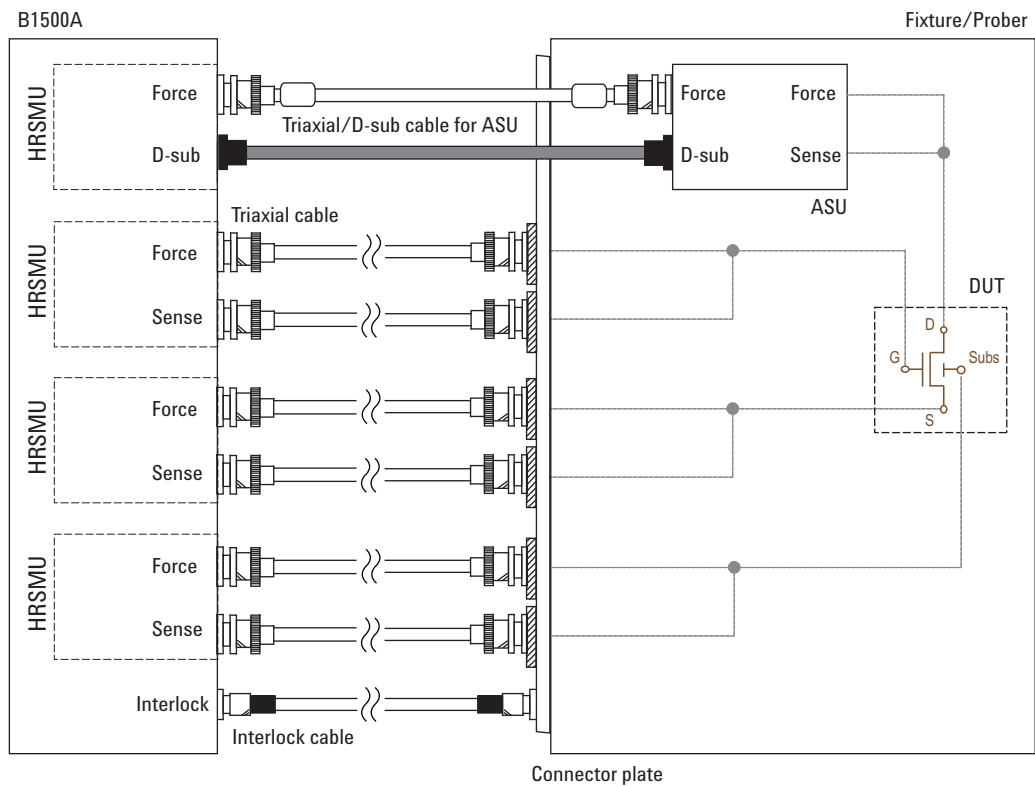 B1500A
Fixture/Prober
HRSMU
Force
D-sub
Triaxial/D-sub cable for ASU
Force
D-sub
Force
Sense
ASU
HRSMU
Force
Sense
Triaxial cable
HRSMU
Force
Sense
HRSMU
Force
Sense
Interlock
Interlock cable
DUT
D
G
Subs
S
Connector plate